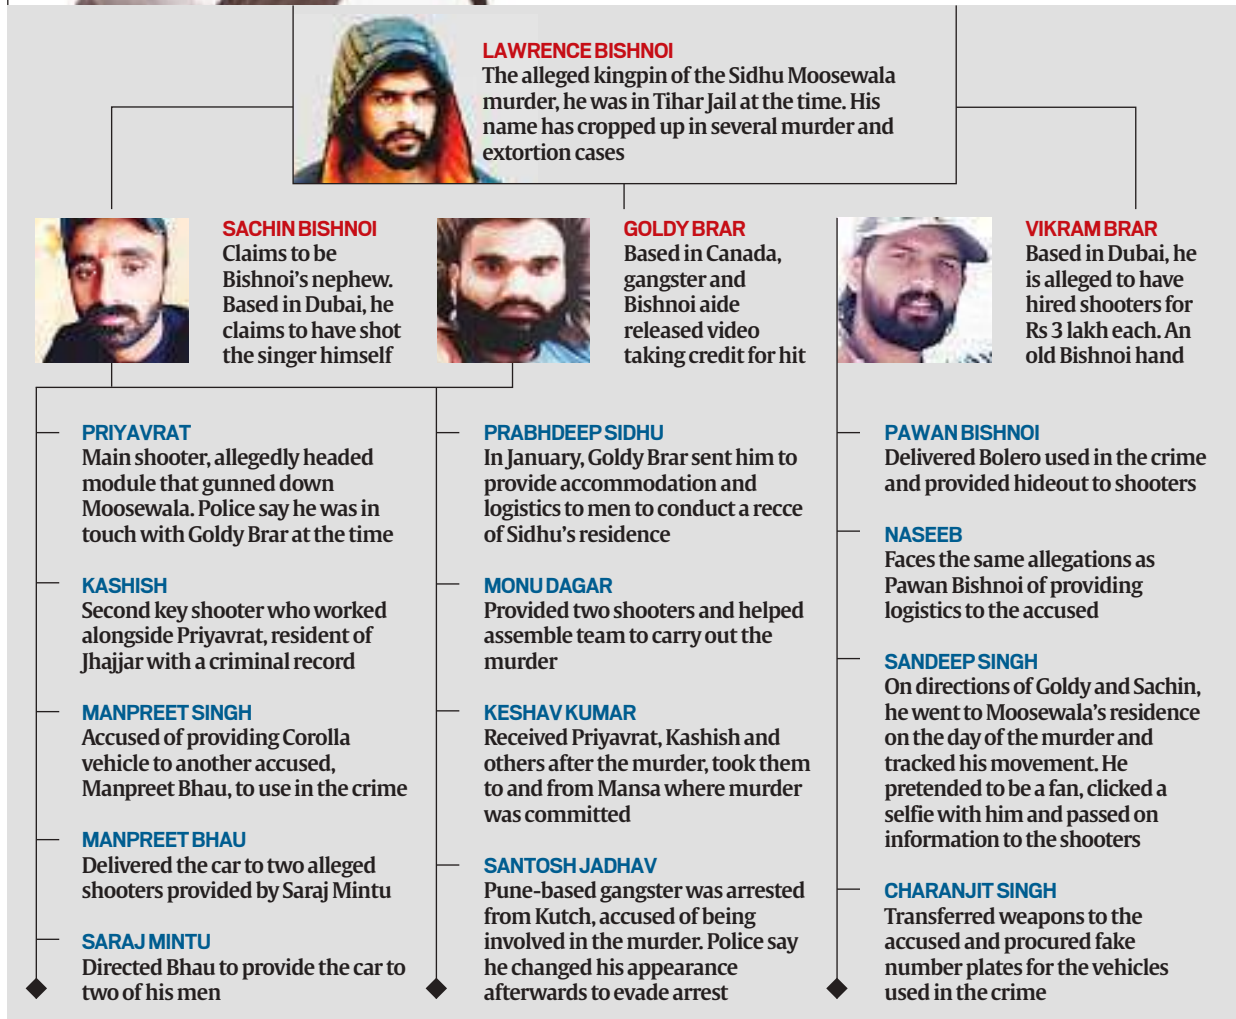 LAWRENCE BISHNOI
The alleged kingpin of the Sidhu Moosewala
murder, he was in Tihar Jail at the time. His
name has cropped up in several murder and
extortion cases
SACHIN BISHNOI
Claims to be
Bishnoi's nephew.
Based in Dubai, he
claims to have shot
the singer himself
GOLDY BRAR
Based in Canada,
gangster and
Bishnoi aide
released video
taking credit for hit
VIKRAM BRAR
Based in Dubai, he
is alleged to have
hired shooters for
Rs 3 lakh each. An
old Bishnoi hand
PRIYAVRAT
Main shooter, allegedly headed
module that gunned down
Moosewala. Police say he was in
touch with Goldy Brar at the time
KASHISH
Second key shooter who worked
alongside Priyavrat, resident of
Jhajjar with a criminal record
MANPREET SINGH
Accused of providing Corolla
vehicle to another accused,
Manpreet Bhau, to use in the crime
MANPREET BHAU
Delivered the car to two alleged
shooters provided by Saraj Mintu
SARAJ MINTU
Directed Bhau to provide the car to
two of his men
PRABHDEEP SIDHU
In January, Goldy Brar sent him to
provide accommodation and
logistics to men to conduct a recce
of Sidhu's residence
MONU DAGAR
Provided two shooters and helped
assemble team to carry out the
murder
KESHAV KUMAR
Received Priyavrat, Kashish and
others after the murder, took them
to and from Mansa where murder
was committed
SANTOSH JADHAV
Pune-based gangster was arrested
from Kutch, accused of being
involved in the murder. Police say
he changed his appearance
afterwards to evade arrest
PAWAN BISHNOI
Delivered Bolero used in the crime
and provided hideout to shooters
NASEEB
Faces the same allegations as
Pawan Bishnoi of providing
logistics to the accused
SANDEEP SINGH
On directions of Goldy and Sachin,
he went to Moosewala's residence
on the day of the murder and
tracked his movement. He
pretended to be a fan, clicked a
selfie with him and passed on
information to the shooters
CHARANJIT SINGH
Transferred weapons to the
accused and procured fake
number plates for the vehicles
used in the crime